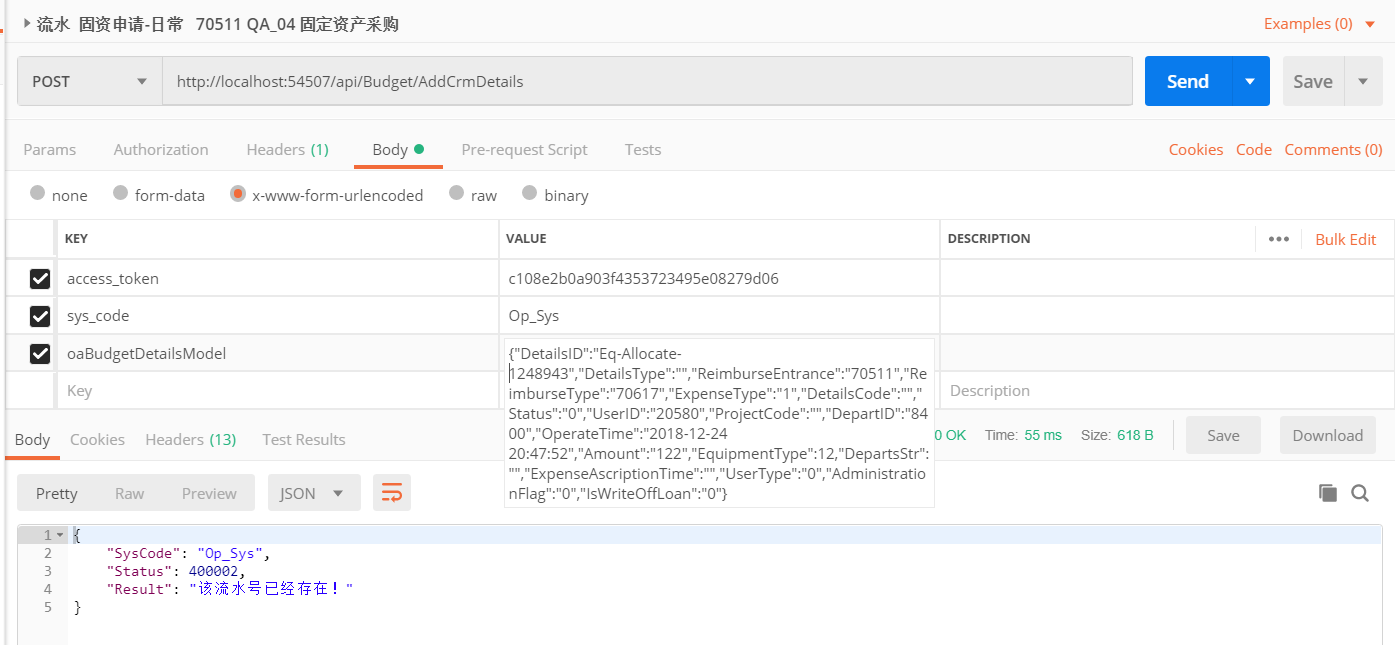 流水 固资申请-日常 70511 QA_04 固定资产采购
Examples (0)
POST
http://localhost:54507/api/Budget/AddCrmDetails
Send
Save
Params
Authorization
Headers (1)
Body
Pre-request Script
Tests
Cookies
Code
Comments (0)
none
form-data
x-www-form-urlencoded
raw
binary
KEY
VALUE
DESCRIPTION
Bulk Edit
access_token
c108e2b0a903f4353723495e08279d06
sys_code
Op_Sys
oaBudgetDetailsModel
{"DetailsID":"Eq-Allocate-
1248943","DetailsType":"","ReimburseEntrance":"70511","Re
imburseType":"70617","ExpenseType":"1","DetailsCode":"","
Status":"0","UserID":"20580","ProjectCode":"","DepartID":"84
00","OperateTime":"2018-12-24
20:47:52","Amount":"122","EquipmentType":12,"DepartsStr":
"","ExpenseAscriptionTime":"","UserType":"0","Administratio
nFlag":"0","IsWriteOffLoan":"0"}
Key
Description
Body
Cookies
Headers (13)
Test Results
0 OK
Time: 55 ms
Size: 618 B
Save
Download
Pretty
Raw
Preview
JSON
1 {
2 "SysCode": "Op_Sys",
3 "Status": 400002,
4 "Result": "该流水号已经存在！"
5 }